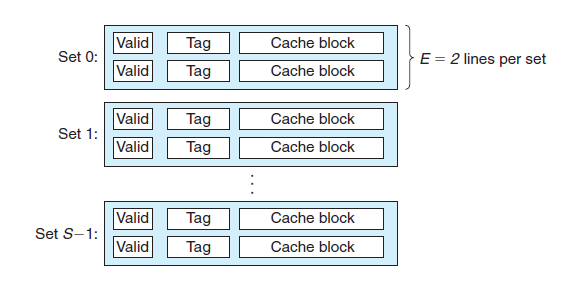 Valid Tag Cache block
Set 0:
E = 2 lines per set
Valid Tag Cache block
Valid Tag Cache block
Set 1:
Valid Tag Cache block
⋮
Valid Tag Cache block
Set S−1:
Valid Tag Cache block